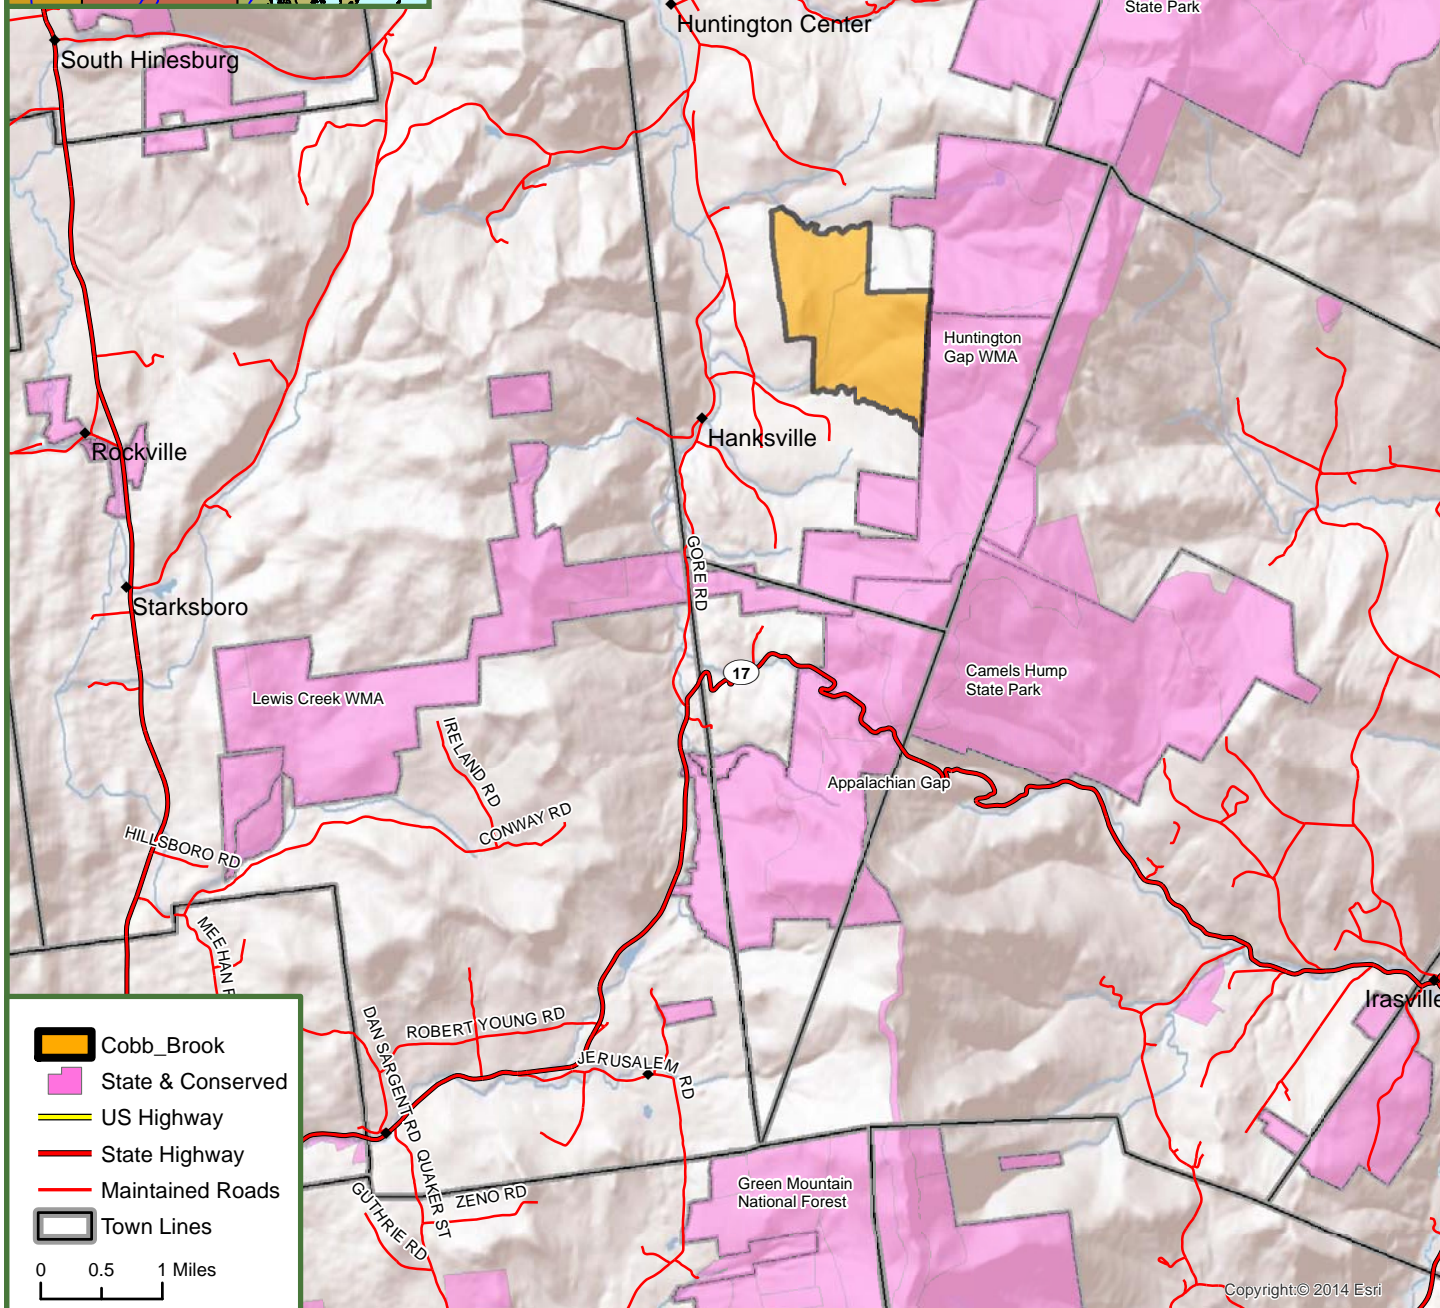 State Park
Huntington Center
South Hinesburg
Huntington
Gap WMA
Hanksville
Rockville
GORE RD
Starksboro
17
Camels Hump
State Park
Lewis Creek WMA
IRELAND RD
Appalachian Gap
CONWAY RD
HILLSBORO RD
MEEHAN R
Irasville
DAN SARGENT RD
ROBERT YOUNG RD
JERUSALEM RD
QUAKER ST
ZENO RD
GUTHRIE RD
Green Mountain
National Forest
Cobb_Brook
State & Conserved
US Highway
State Highway
Maintained Roads
Town Lines
0 0.5 1 Miles
Copyright:© 2014 Esri